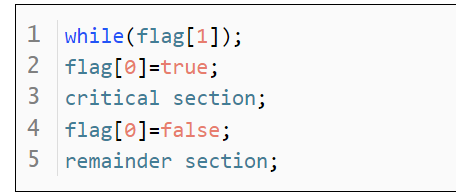 1 while(flag[1]);
2 flag[0]=true;
3 critical section;
4 flag[0]=false;
5 remainder section;